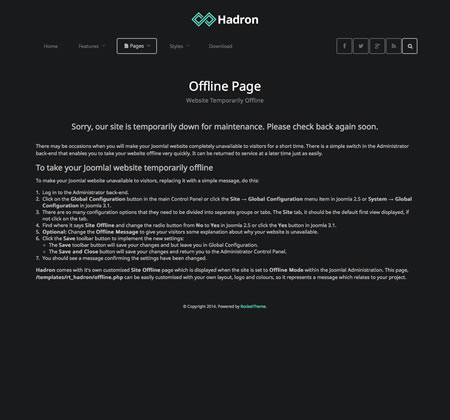 Hadron
Home Features Pages Styles Download
Offline Page
Website Temporarily Offline
Sorry, our site is temporarily down for maintenance. Please check back again soon.
There may be occasions when you will make your Joomla! website completely unavailable to visitors for a short time. There is a simple switch in the Administrator
back-end that enables you to take your website offline very quickly. It can be returned to service at a later time just as easily.
To take your Joomla! website temporarily offline
To make your Joomla! website unavailable to visitors, replacing it with a simple message, do this:
1. Log in to the Administrator back-end.
2. Click on the Global Configuration button in the main Control Panel or click the Site → Global Configuration menu item in Joomla 2.5 or System → Global
Configuration in Joomla 3.1.
3. There are so many configuration options that they need to be divided into separate groups or tabs. The Site tab, it should be the default first view displayed, if
not click on the tab.
4. Find where it says Site Offline and change the radio button from No to Yes in Joomla 2.5 or click the Yes button in Joomla 3.1.
5. Optional: Change the Offline Message to give your visitors some explanation about why your website is unavailable.
6. Click the Save toolbar button to implement the new settings:
The Save toolbar button will save your changes and but leave you in Global Configuration.
The Save and Close button will save your changes and return you to the Administrator Control Panel.
7. You should see a message confirming the settings have been changed.
Hadron comes with it's own customised Site Offline page which is displayed when the site is set to Offline Mode within the Joomla! Administration. This page,
/templates/rt_hadron/offline.php can be easily customised with your own layout, logo and colours, so it represents a message which relates to your project.
© Copyright 2014. Powered by RocketTheme.